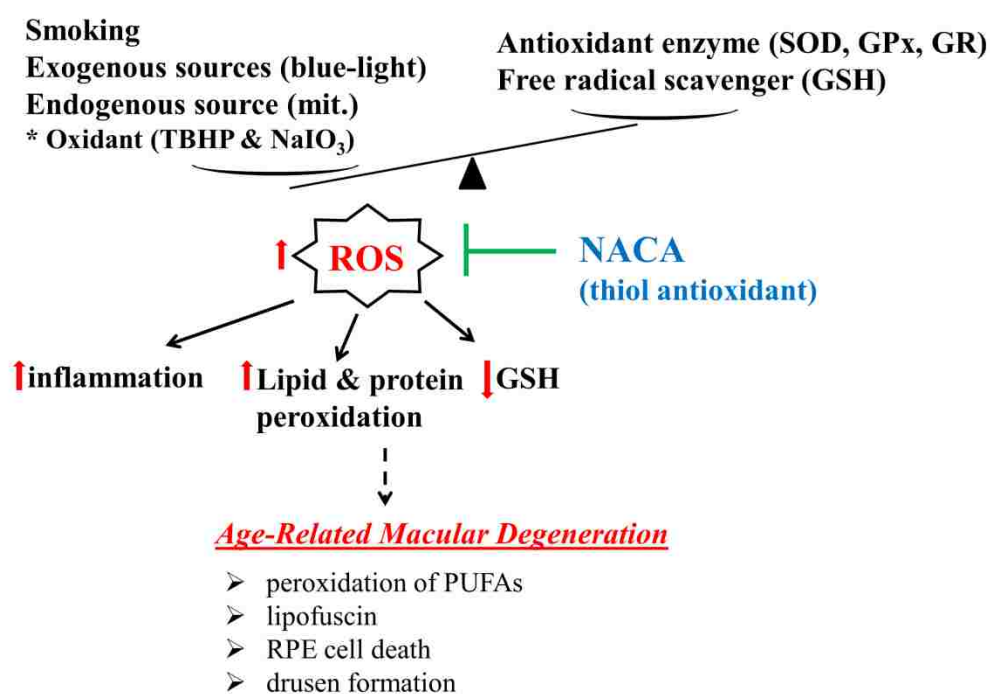 Smoking
Exogenous sources (blue-light)
Endogenous source (mit.)
* Oxidant (TBHP & NaIO₃)
Antioxidant enzyme (SOD, GPx, GR)
Free radical scavenger (GSH)
ROS
NACA
(thiol antioxidant)
inflammation
Lipid & protein
peroxidation
GSH
Age-Related Macular Degeneration
➢ peroxidation of PUFAs
➢ lipofuscin
➢ RPE cell death
➢ drusen formation